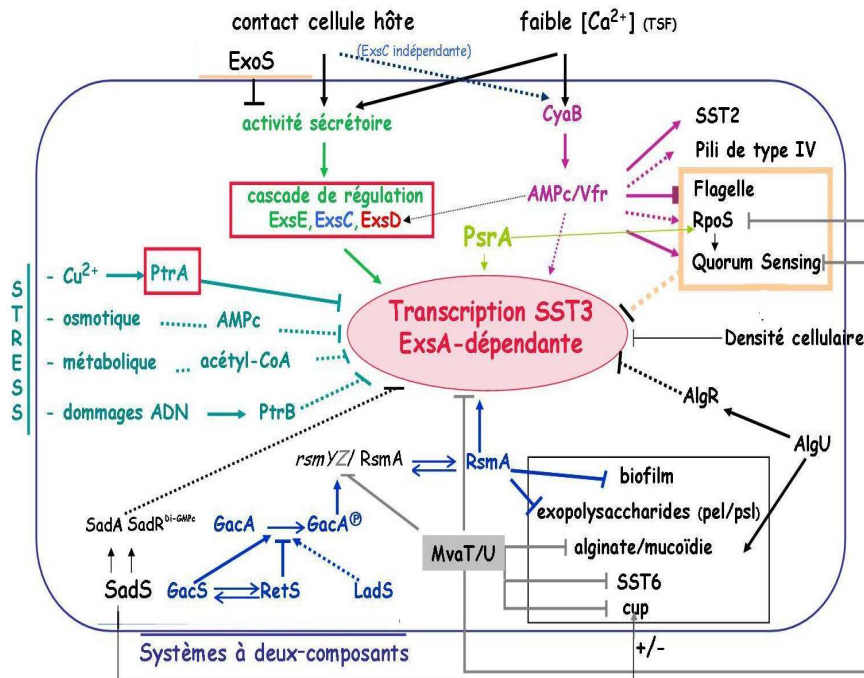 contact cellule hôte
faible [Ca²⁺] (TSF)
(ExsC indépendante)
ExoS
activité sécrétoire
CyaB
SST2
Pili de type IV
cascade de régulation
ExsE, ExsC, ExsD
AMPc/Vfr
Flagelle
RpoS
PsrA
Quorum Sensing
STRESS
- Cu²⁺
PtrA
- osmotique
AMPc
- métabolique
acétyl-CoA
- dommages ADN
PtrB
Transcription SST3
ExsA-dépendante
Densité cellulaire
AlgR
AlgU
rsmYZ/ RsmA
RsmA
biofilm
exopolysaccharides (pel/psl)
alginate/mucoïdie
SST6
cup
MvaT/U
SadA SadR Di-GMPc
GacA
GacA Ⓟ
SadS
GacS
RetS
LadS
+/-
Systèmes à deux-composants